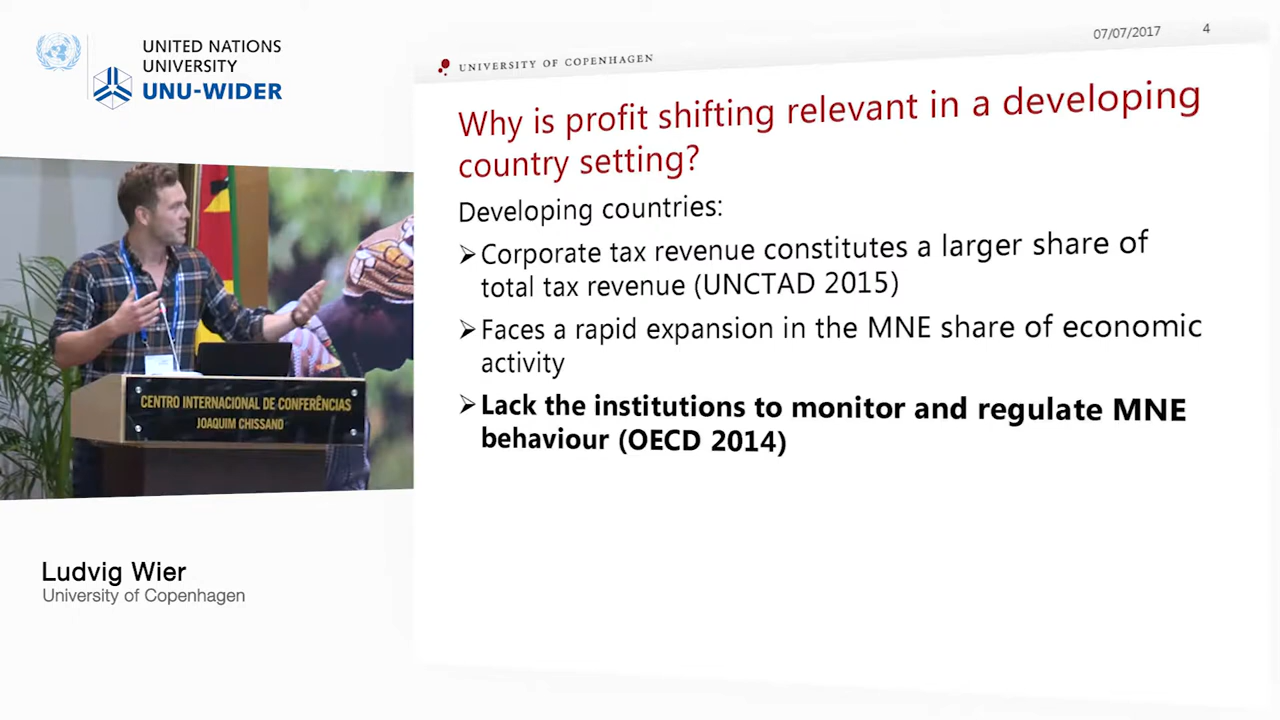 UNITED NATIONS
UNIVERSITY
UNU-WIDER
CENTRO INTERNACIONAL DE CONFERÊNCIAS
JOAQUIM CHISSANO
Ludvig Wier
University of Copenhagen
UNIVERSITY OF COPENHAGEN
07/07/2017
4
Why is profit shifting relevant in a developing
country setting?
Developing countries:
➢Corporate tax revenue constitutes a larger share of
total tax revenue (UNCTAD 2015)
➢Faces a rapid expansion in the MNE share of economic
activity
➢Lack the institutions to monitor and regulate MNE
behaviour (OECD 2014)